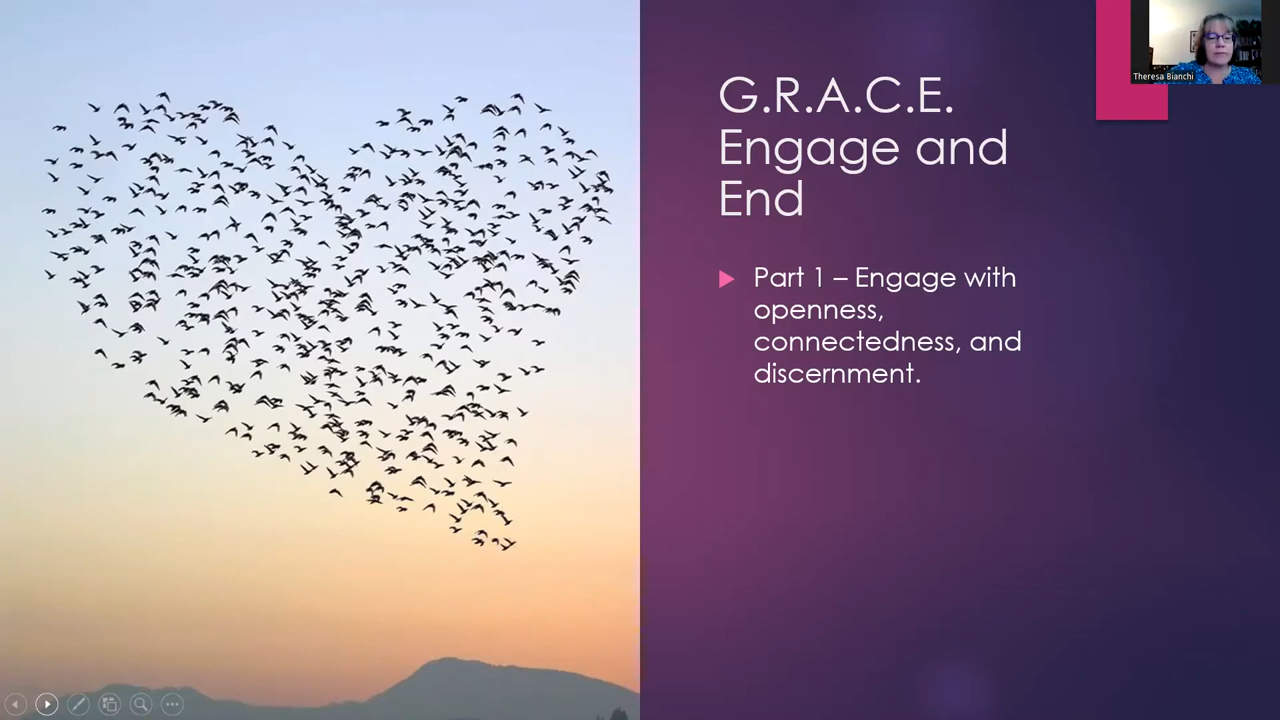 G.R.A.C.E.
Engage and
End
Part 1 – Engage with
openness,
connectedness, and
discernment.
Theresa Bianchi